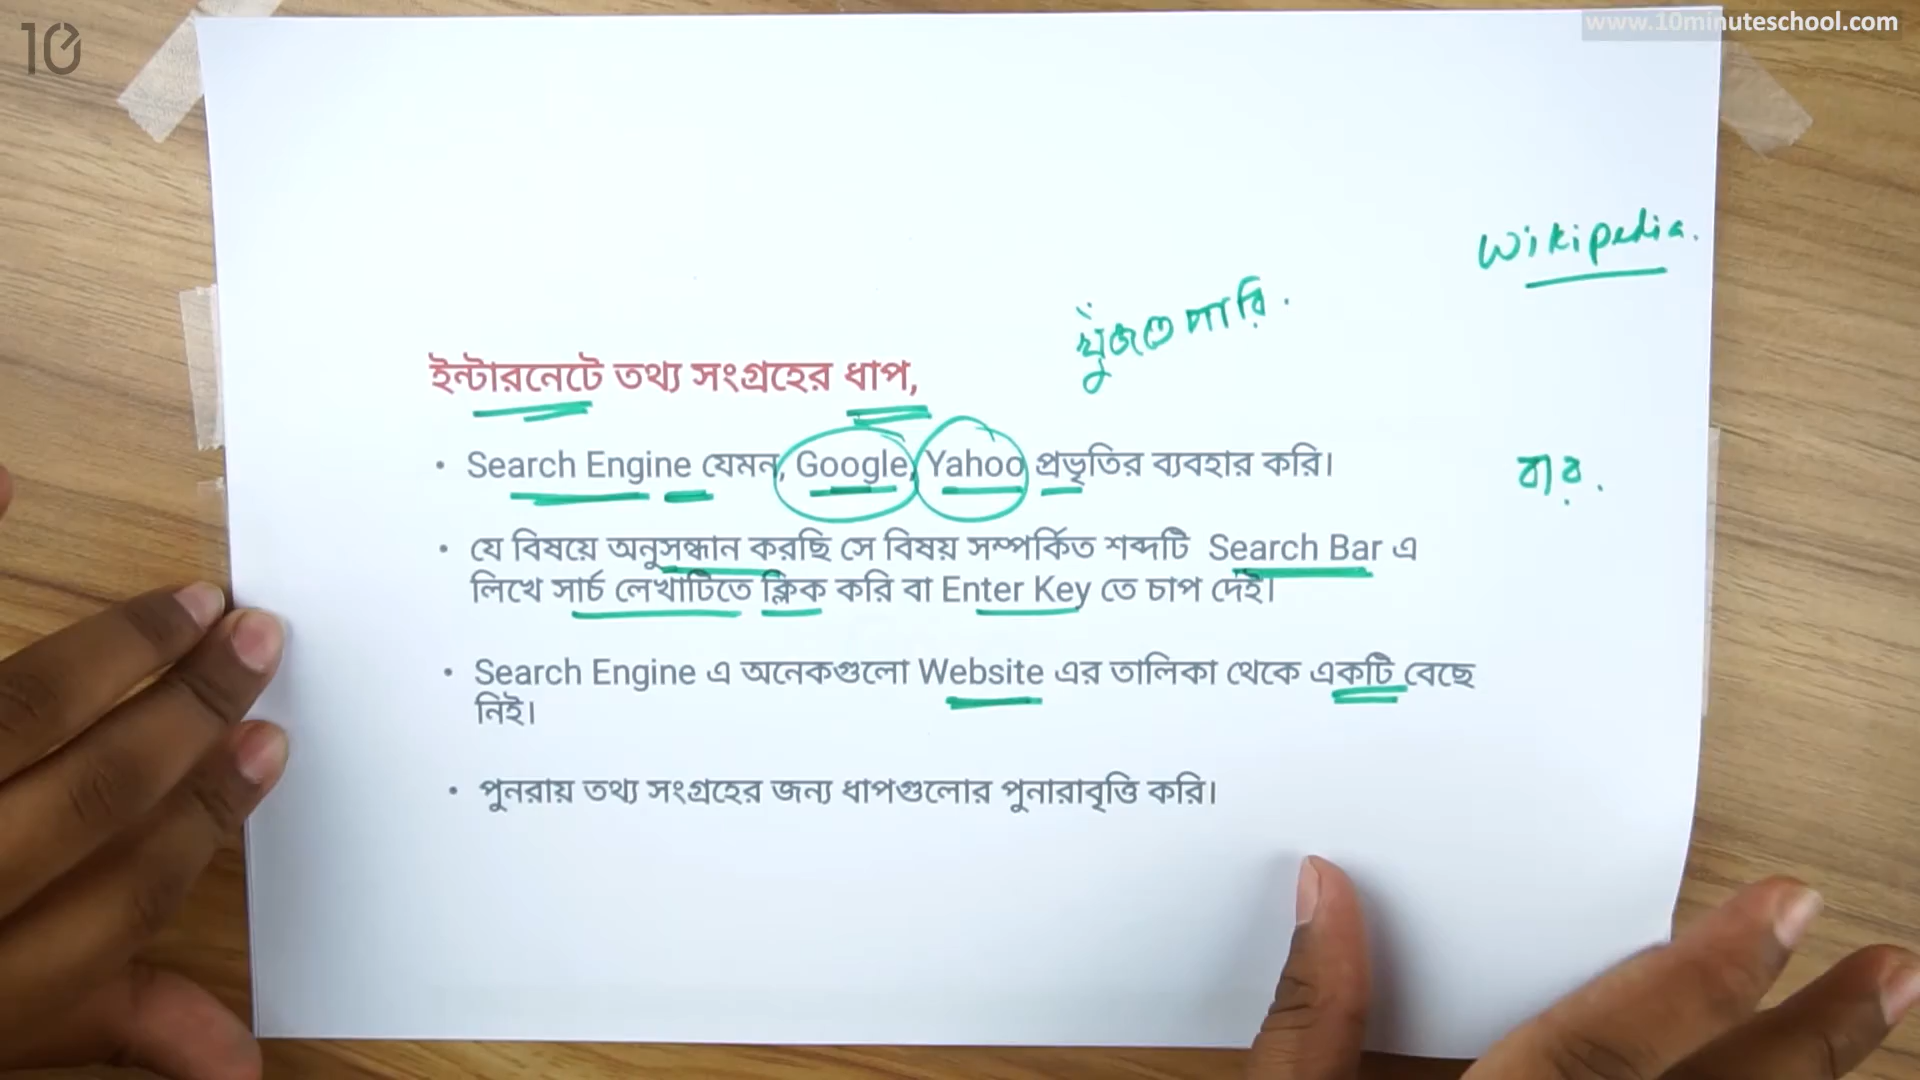 10
www.10minuteschool.com
Wikipedia.
খুঁজতে পারি.
ইন্টারনেটে তথ্য সংগ্রহের ধাপ,
• Search Engine যেমন, Google, Yahoo প্রভৃতির ব্যবহার করি।
বার.
• যে বিষয়ে অনুসন্ধান করছি সে বিষয় সম্পর্কিত শব্দটি Search Bar এ
লিখে সার্চ লেখাটিতে ক্লিক করি বা Enter Key তে চাপ দেই।
• Search Engine এ অনেকগুলো Website এর তালিকা থেকে একটি বেছে
নিই।
• পুনরায় তথ্য সংগ্রহের জন্য ধাপগুলোর পুনারাবৃত্তি করি।